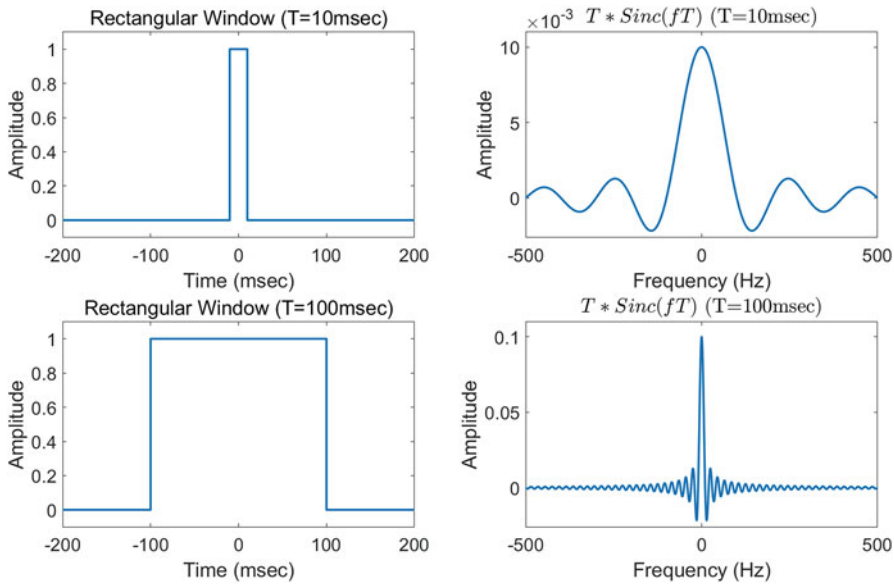 Rectangular Window (T=10msec)
1
0.8
0.6
0.4
0.2
0
Amplitude
-200 -100 0 100 200
Time (msec)
×10⁻³ T ∗ Sinc(fT) (T=10msec)
10
5
0
Amplitude
-500 0 500
Frequency (Hz)
Rectangular Window (T=100msec)
1
0.8
0.6
0.4
0.2
0
Amplitude
-200 -100 0 100 200
Time (msec)
T ∗ Sinc(fT) (T=100msec)
0.1
0.05
0
Amplitude
-500 0 500
Frequency (Hz)